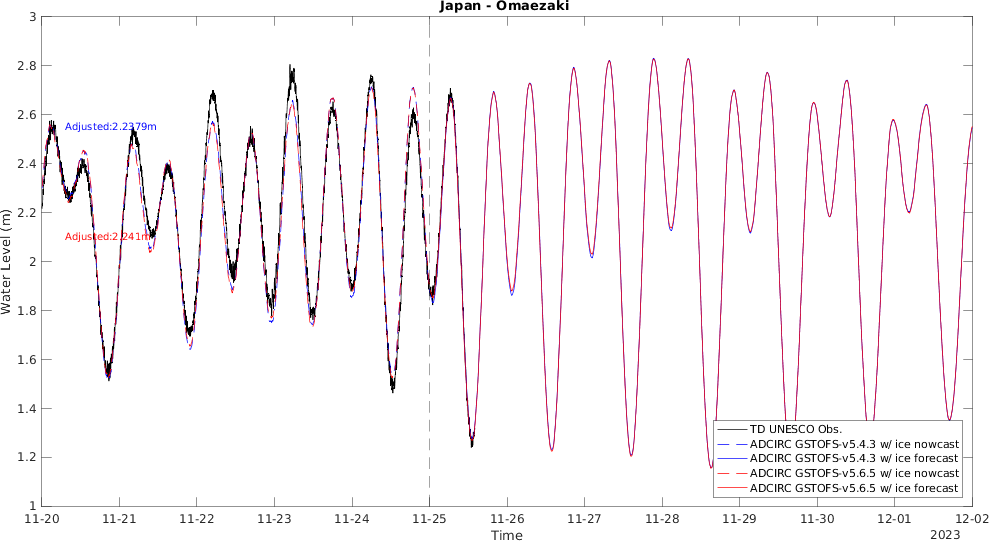 Japan - Omaezaki
3
2.8
2.6
2.4
2.2
2
1.8
1.6
1.4
1.2
1
Water Level (m)
Adjusted:2.2379m
Adjusted:2.241m
TD UNESCO Obs.
ADCIRC GSTOFS-v5.4.3 w/ ice nowcast
ADCIRC GSTOFS-v5.4.3 w/ ice forecast
ADCIRC GSTOFS-v5.6.5 w/ ice nowcast
ADCIRC GSTOFS-v5.6.5 w/ ice forecast
11-20 11-21 11-22 11-23 11-24 11-25 11-26 11-27 11-28 11-29 11-30 12-01 12-02
Time
2023